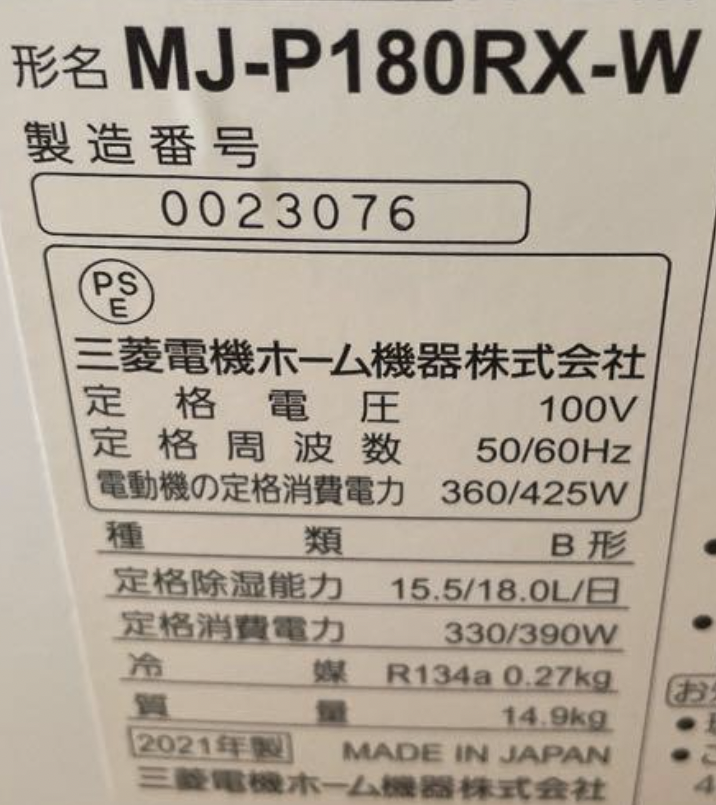 形名 MJ-P180RX-W
製造番号
0023076
PS
E
三菱電機ホーム機器株式会社
定格電圧 100V
定格周波数 50/60Hz
電動機の定格消費電力 360/425W
種類 B形
定格除湿能力 15.5/18.0L/日
定格消費電力 330/390W
冷媒 R134a 0.27kg
質量 14.9kg
2021年製 MADE IN JAPAN
三菱電機ホーム機器株式会社